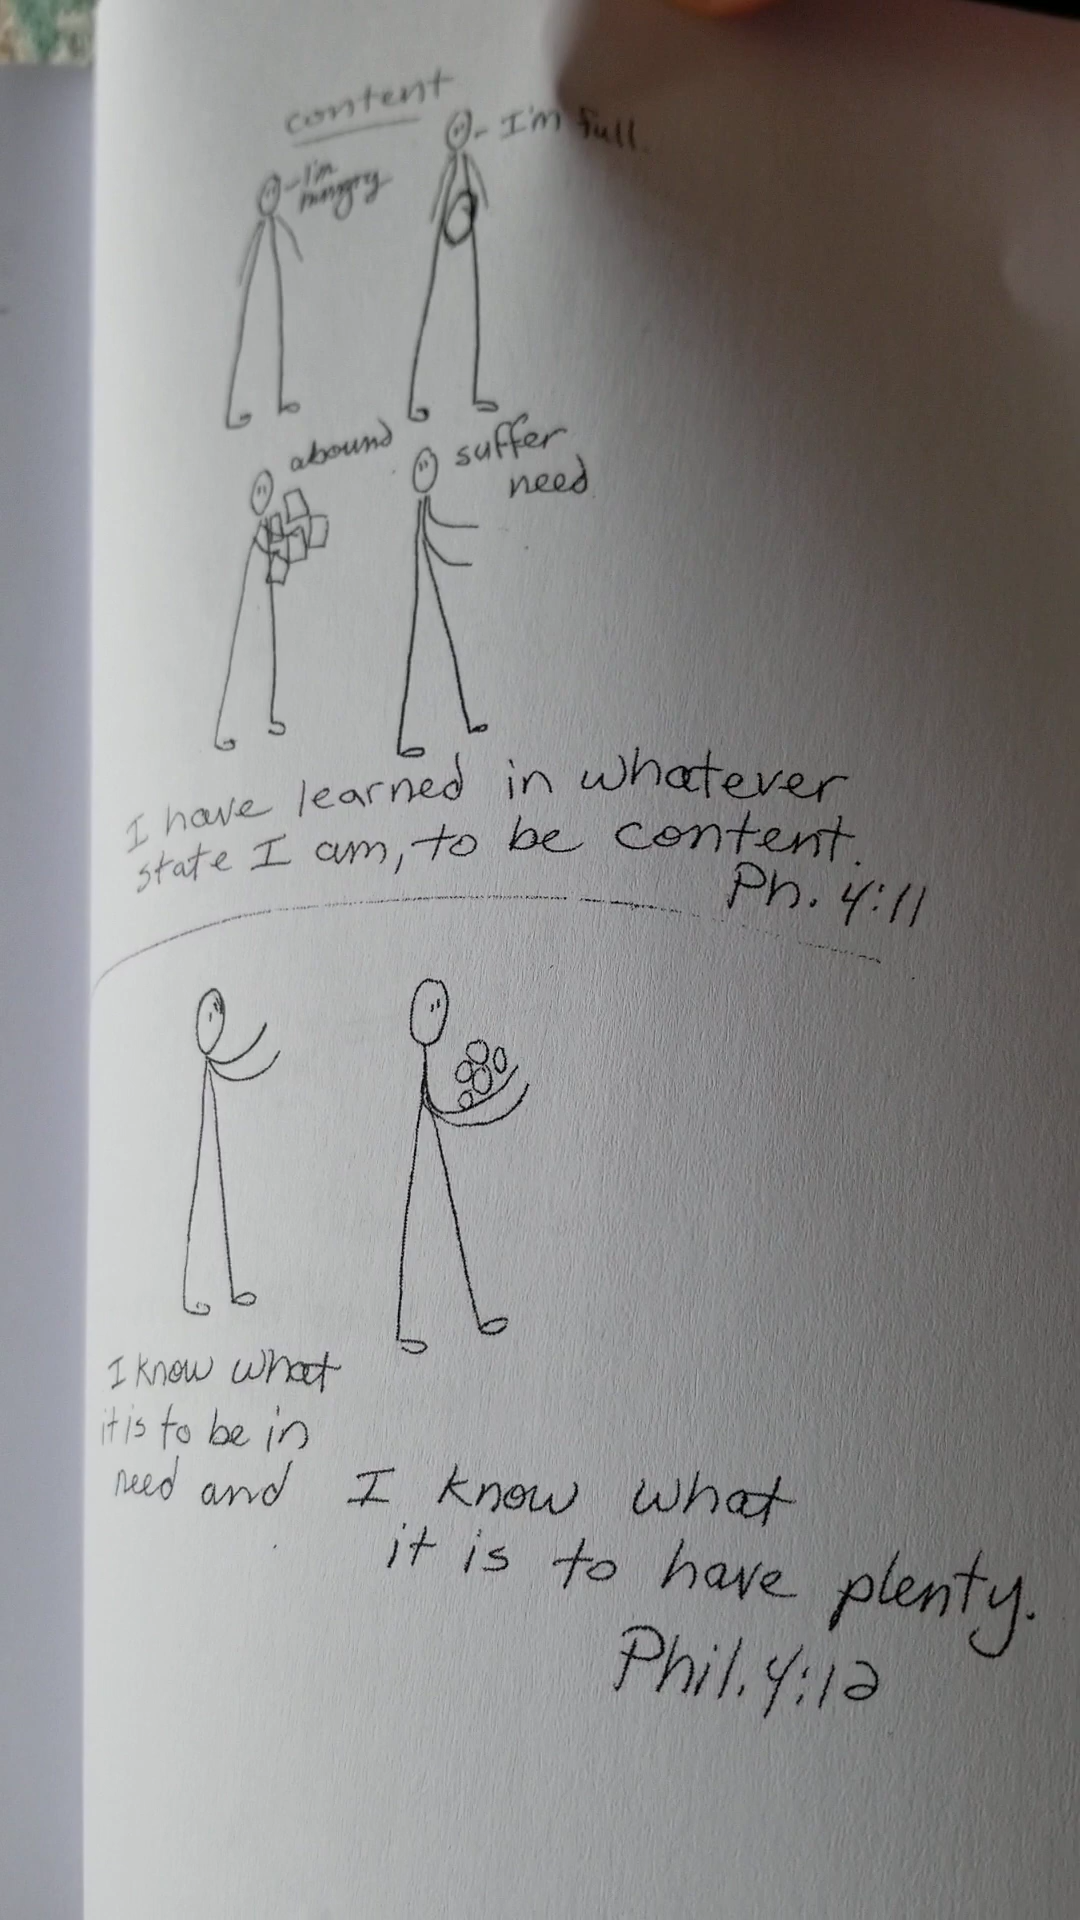 content
I'm full.
I'm
hungry
abound
suffer
need
I have learned in whatever
state I am, to be content.
Ph. 4:11
I know what
it is to be in
need and
I know what
it is to have plenty.
Phil. 4:12